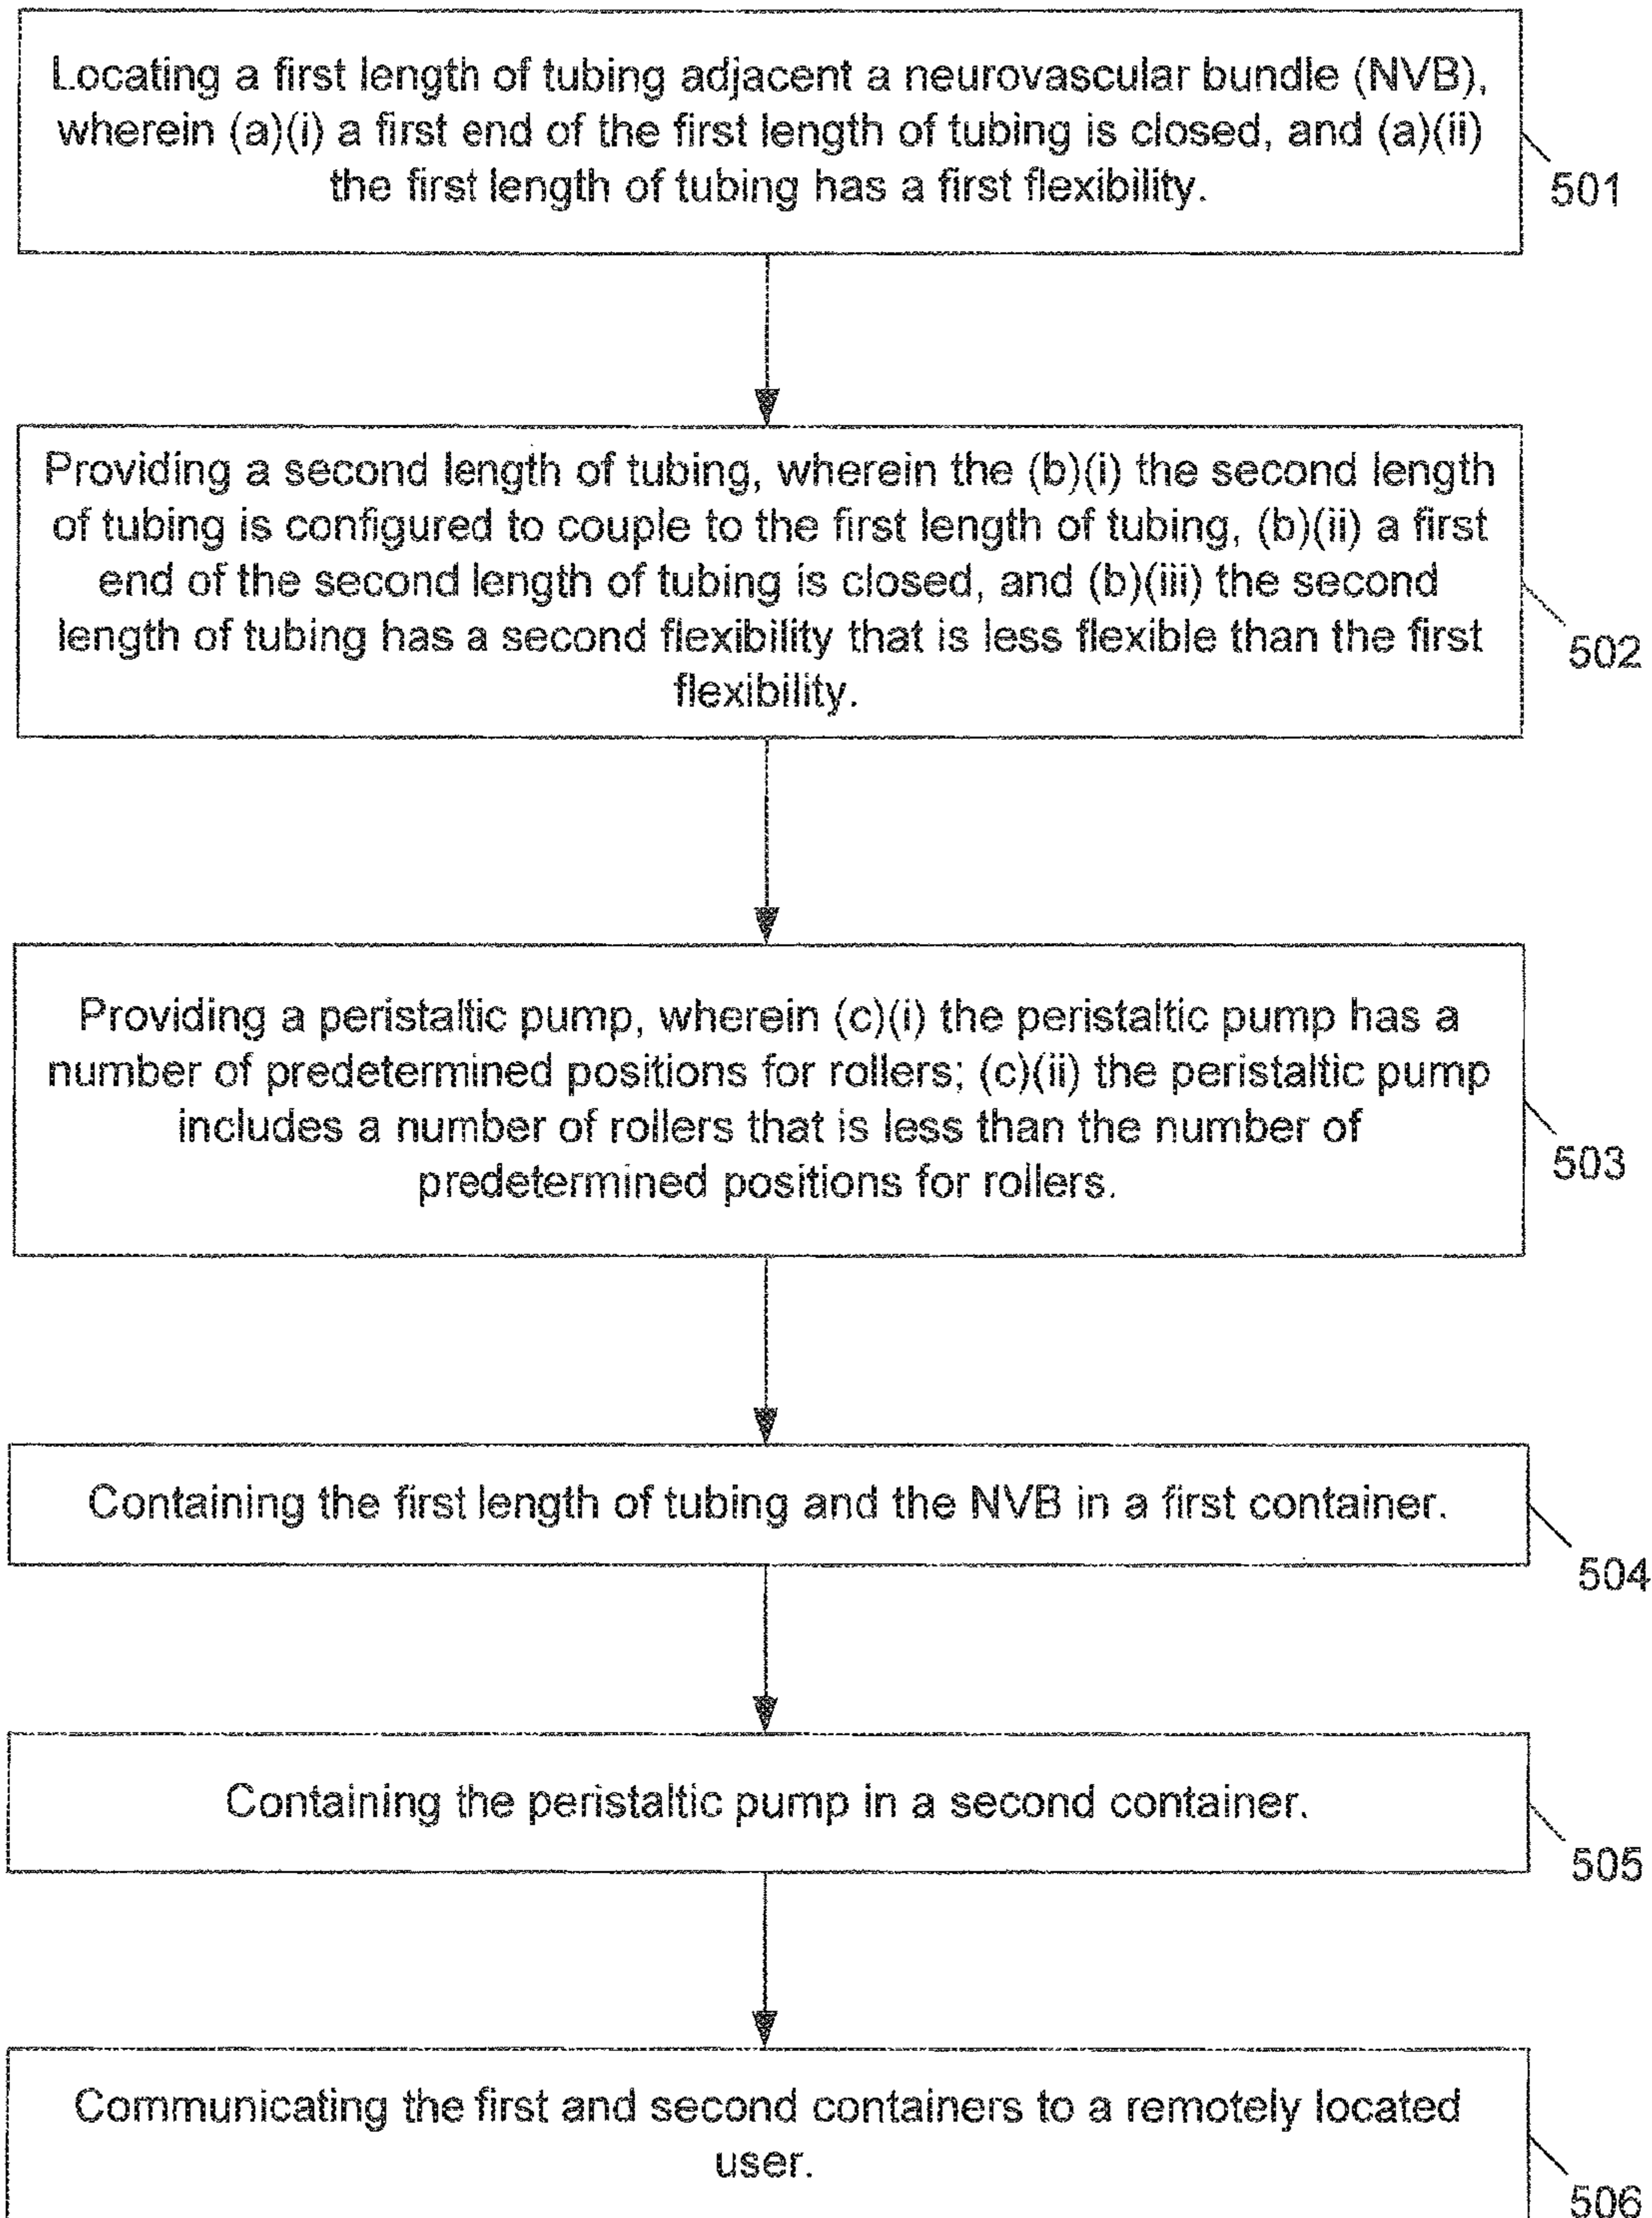 Locating a first length of tubing adjacent a neurovascular bundle (NVB),
wherein (a)(i) a first end of the first length of tubing is closed, and (a)(ii)
the first length of tubing has a first flexibility.
501
Providing a second length of tubing, wherein the (b)(i) the second length
of tubing is configured to couple to the first length of tubing, (b)(ii) a first
end of the second length of tubing is closed, and (b)(iii) the second
length of tubing has a second flexibility that is less flexible than the first
flexibility.
502
Providing a peristaltic pump, wherein (c)(i) the peristaltic pump has a
number of predetermined positions for rollers; (c)(ii) the peristaltic pump
includes a number of rollers that is less than the number of
predetermined positions for rollers.
503
Containing the first length of tubing and the NVB in a first container.
504
Containing the peristaltic pump in a second container.
505
Communicating the first and second containers to a remotely located
user.
506